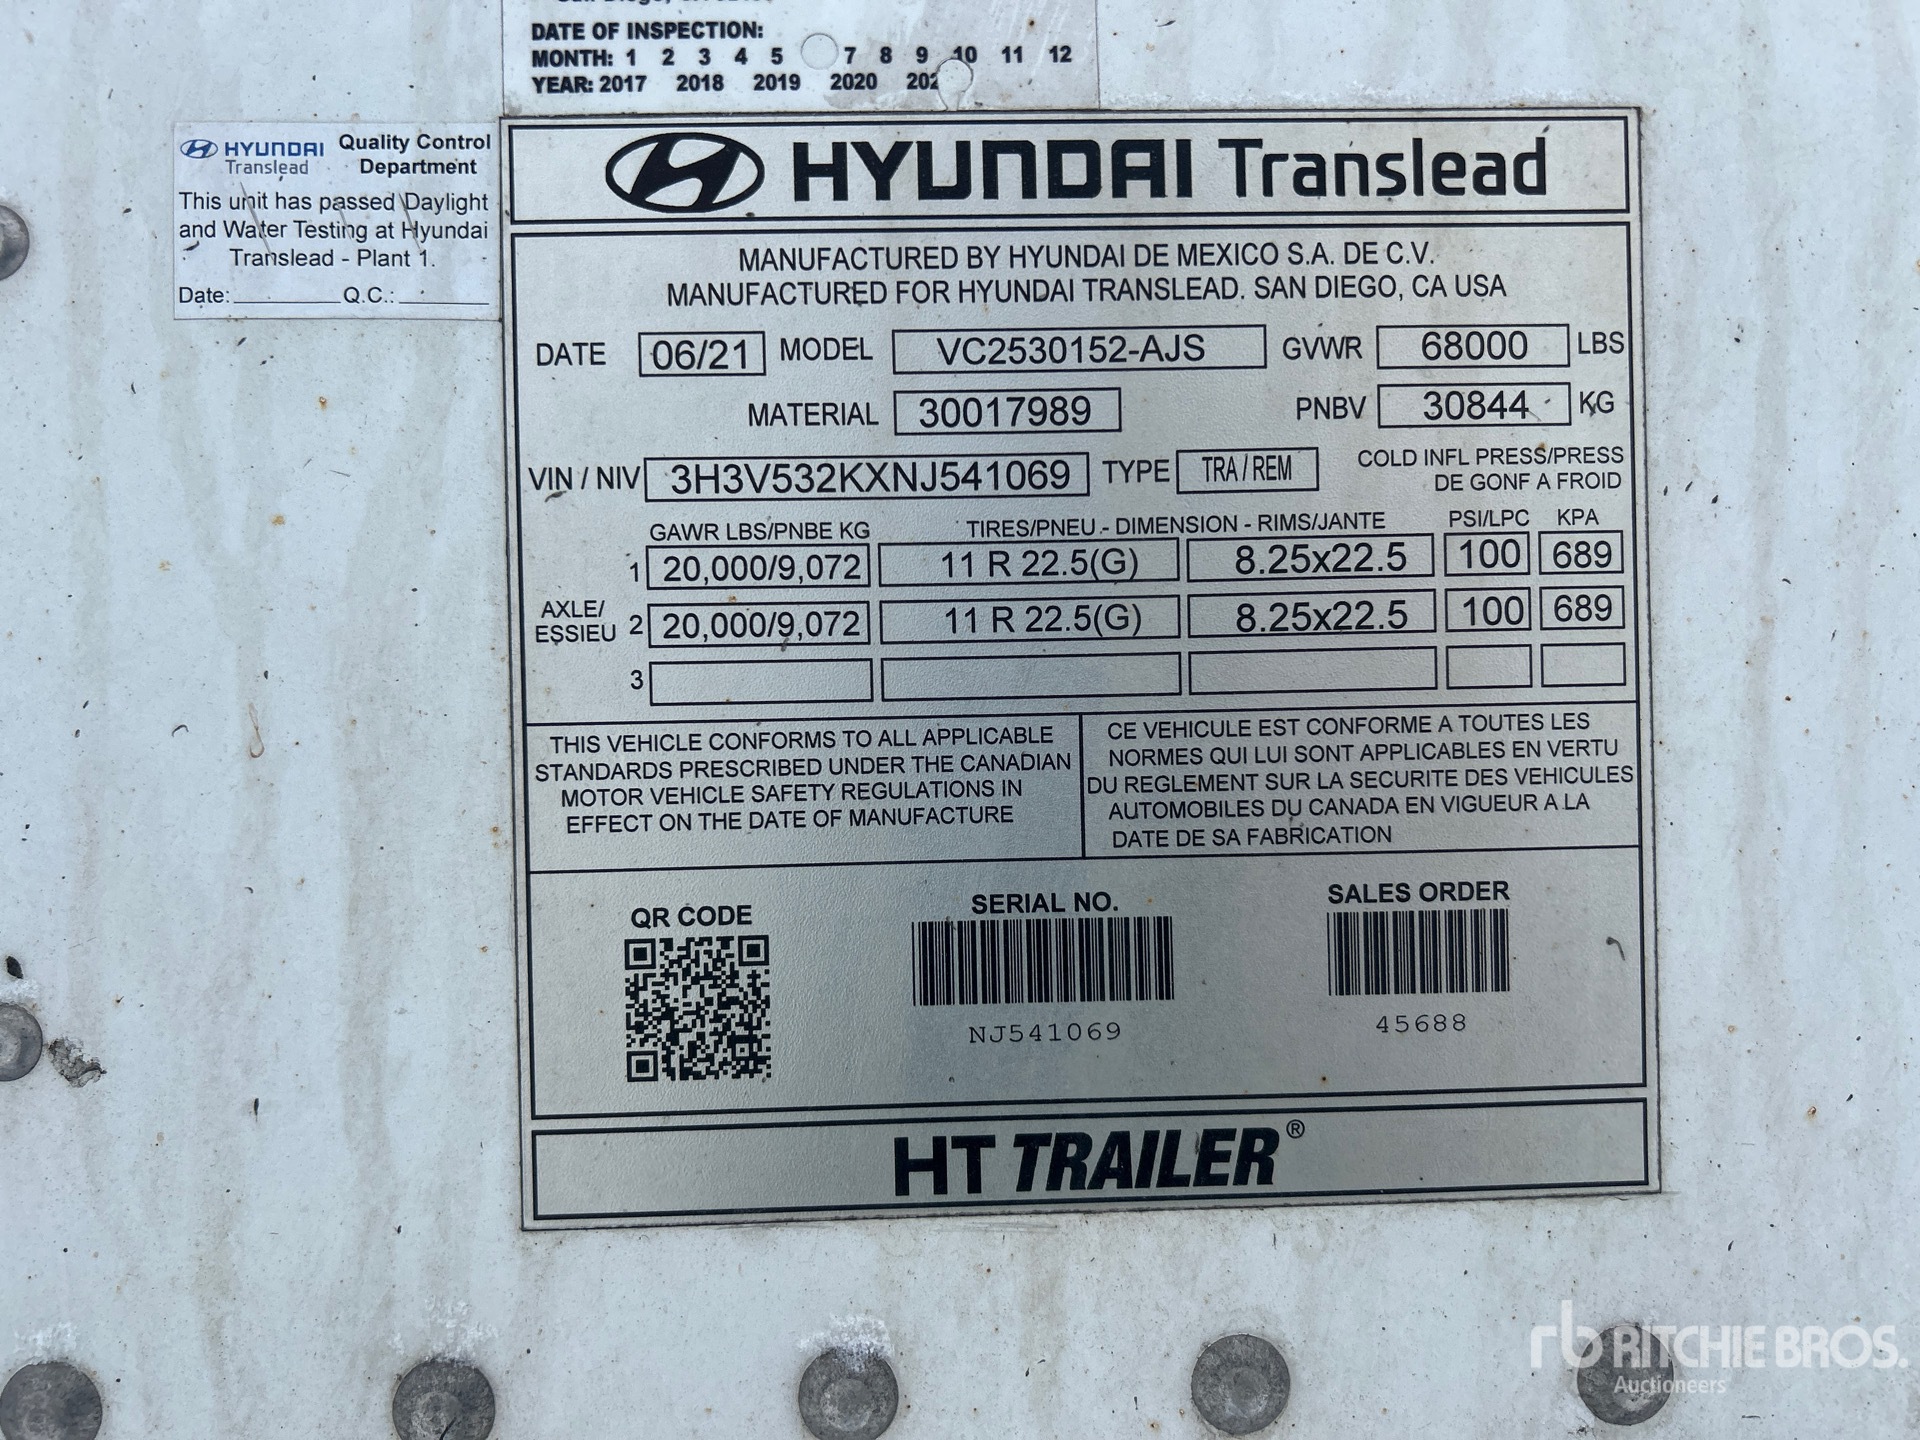 DATE OF INSPECTION:
MONTH: 1 2 3 4 5 7 8 9 10 11 12
YEAR: 2017 2018 2019 2020
HYUNDAI Translead
Quality Control Department
This unit has passed Daylight
and Water Testing at Hyundai
Translead - Plant 1.
Date: Q.C.:
HYUNDAI Translead
MANUFACTURED BY HYUNDAI DE MEXICO S.A. DE C.V.
MANUFACTURED FOR HYUNDAI TRANSLEAD. SAN DIEGO, CA USA
DATE 06/21 MODEL VC2530152-AJS GVWR 68000 LBS
MATERIAL 30017989 PNBV 30844 KG
VIN / NIV 3H3V532KXNJ541069 TYPE TRA / REM COLD INFL PRESS/PRESS
DE GONF A FROID
GAWR LBS/PNBE KG TIRES/PNEU - DIMENSION - RIMS/JANTE PSI/LPC KPA
1 20,000/9,072 11 R 22.5(G) 8.25x22.5 100 689
AXLE/
ESSIEU 2 20,000/9,072 11 R 22.5(G) 8.25x22.5 100 689
3
THIS VEHICLE CONFORMS TO ALL APPLICABLE
STANDARDS PRESCRIBED UNDER THE CANADIAN
MOTOR VEHICLE SAFETY REGULATIONS IN
EFFECT ON THE DATE OF MANUFACTURE
CE VEHICULE EST CONFORME A TOUTES LES
NORMES QUI LUI SONT APPLICABLES EN VERTU
DU REGLEMENT SUR LA SECURITE DES VEHICULES
AUTOMOBILES DU CANADA EN VIGUEUR A LA
DATE DE SA FABRICATION
QR CODE
SERIAL NO.
NJ541069
SALES ORDER
45688
HT TRAILER®
rb RITCHIE BROS.
Auctioneers